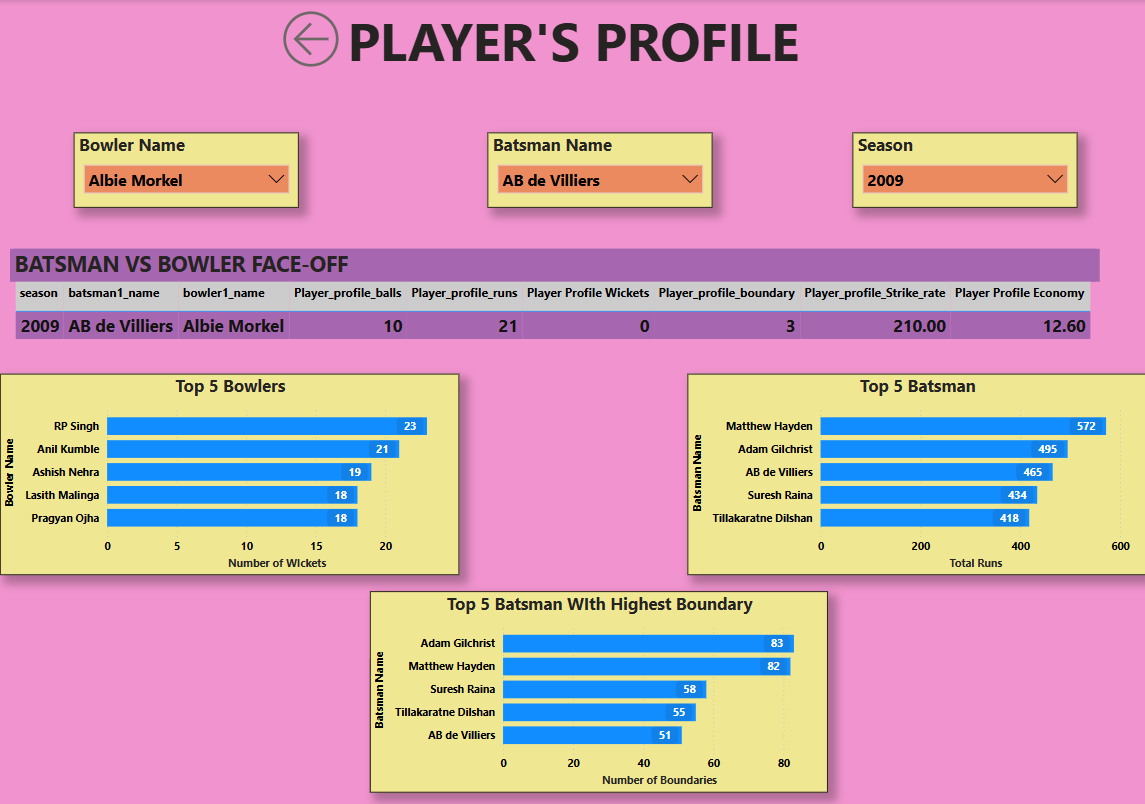 PLAYER'S PROFILE
Bowler Name
Albie Morkel
Batsman Name
AB de Villiers
Season
2009
BATSMAN VS BOWLER FACE-OFF
season batsman1_name bowler1_name Player_profile_balls Player_profile_runs Player Profile Wickets Player_profile_boundary Player_profile_Strike_rate Player Profile Economy
2009 AB de Villiers Albie Morkel 10 21 0 3 210.00 12.60
Top 5 Bowlers
Bowler Name
RP Singh 23
Anil Kumble 21
Ashish Nehra 19
Lasith Malinga 18
Pragyan Ojha 18
0 5 10 15 20
Number of WIckets
Top 5 Batsman
Batsman Name
Matthew Hayden 572
Adam Gilchrist 495
AB de Villiers 465
Suresh Raina 434
Tillakaratne Dilshan 418
0 200 400 600
Total Runs
Top 5 Batsman WIth Highest Boundary
Batsman Name
Adam Gilchrist 83
Matthew Hayden 82
Suresh Raina 58
Tillakaratne Dilshan 55
AB de Villiers 51
0 20 40 60 80
Number of Boundaries